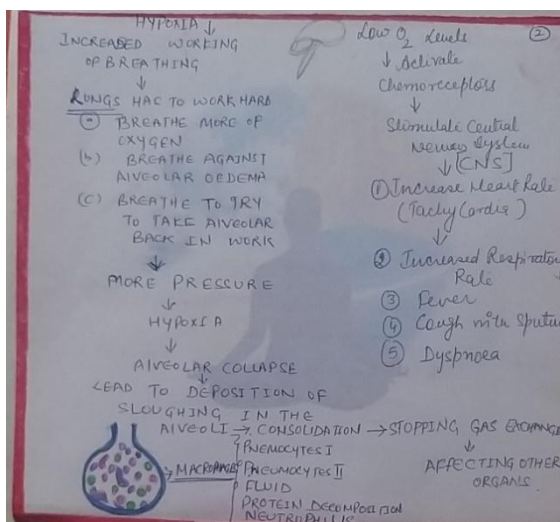 HYPOXIA ↓
INCREASED WORKING
OF BREATHING
↓
LUNGS HAS TO WORK HARD
(a) BREATHE MORE OF
OXYGEN
(b) BREATHE AGAINST
ALVEOLAR OEDEMA
(C) BREATHE TO TRY
TO TAKE ALVEOLAR
BACK IN WORK
↓
MORE PRESSURE
↓
HYPOXIA
↓
ALVEOLAR COLLAPSE
↓
LEAD TO DEPOSITION OF
SLOUGHING IN THE
ALVEOLI → CONSOLIDATION → STOPPING GAS EXCHANGE
↓
AFFECTING OTHER
ORGANS.
MACROPHAGES
PNEMOCYTES I
PNEUMOCYTES II
FLUID
PROTEIN DECOMPOSITION
Low O2 Levels
②
↓ Activate
Chemoreceptors
↓
Stimulate Central
Nervous System
↓ [CNS]
① Increase Heart Rate
(Tachycardia)
↓
② Increased Respirator
Rate
③ Fever
④ Cough with Sputu
⑤ Dyspnoea